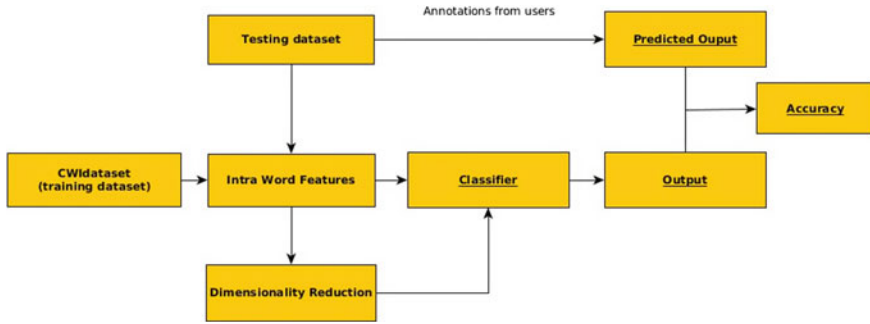 Annotations from users
Testing dataset
Predicted Ouput
Accuracy
CWIdataset
(training dataset)
Intra Word Features
Classifier
Output
Dimensionality Reduction